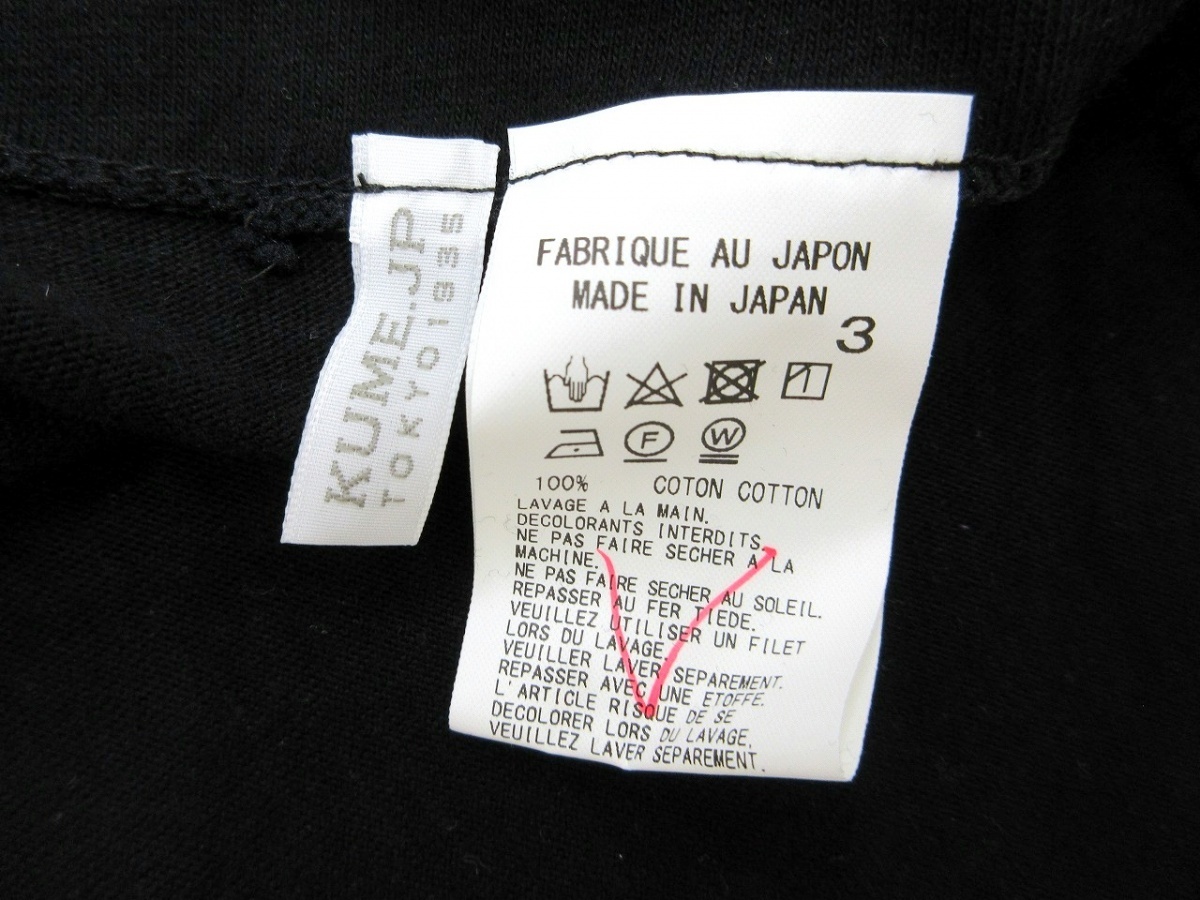 KUME.JP
TOKYO1935
FABRIQUE AU JAPON
MADE IN JAPAN
3
1
F W
100% COTON COTTON
LAVAGE A LA MAIN.
DECOLORANTS INTERDITS.
NE PAS FAIRE SECHER A LA
MACHINE.
NE PAS FAIRE SECHER AU SOLEIL.
REPASSER AU FER TIEDE.
VEUILLEZ UTILISER UN FILET
LORS DU LAVAGE.
VEUILLER LAVER SEPAREMENT.
REPASSER AVEC UNE ETOFFE.
L'ARTICLE RISQUE DE SE
DECOLORER LORS DU LAVAGE.
VEUILLEZ LAVER SEPAREMENT.